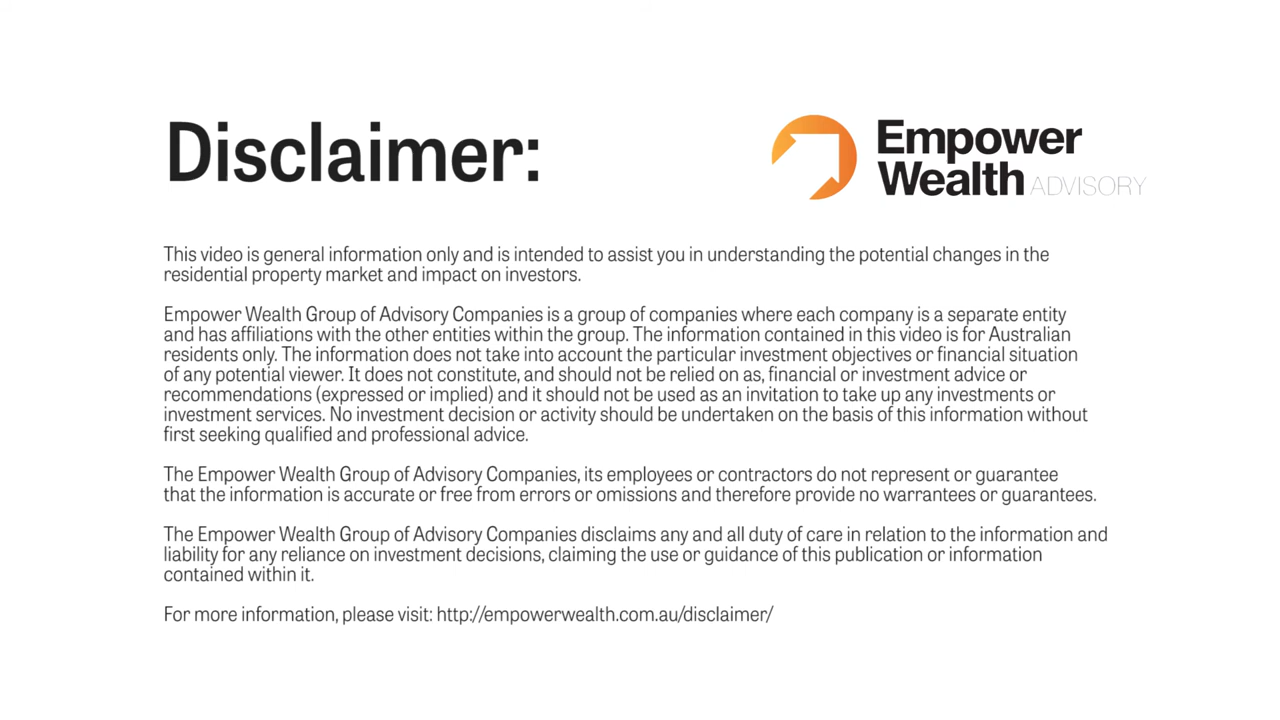 Disclaimer:
Empower
Wealth ADVISORY
This video is general information only and is intended to assist you in understanding the potential changes in the
residential property market and impact on investors.
Empower Wealth Group of Advisory Companies is a group of companies where each company is a separate entity
and has affiliations with the other entities within the group. The information contained in this video is for Australian
residents only. The information does not take into account the particular investment objectives or financial situation
of any potential viewer. It does not constitute, and should not be relied on as, financial or investment advice or
recommendations (expressed or implied) and it should not be used as an invitation to take up any investments or
investment services. No investment decision or activity should be undertaken on the basis of this information without
first seeking qualified and professional advice.
The Empower Wealth Group of Advisory Companies, its employees or contractors do not represent or guarantee
that the information is accurate or free from errors or omissions and therefore provide no warrantees or guarantees.
The Empower Wealth Group of Advisory Companies disclaims any and all duty of care in relation to the information and
liability for any reliance on investment decisions, claiming the use or guidance of this publication or information
contained within it.
For more information, please visit: http://empowerwealth.com.au/disclaimer/